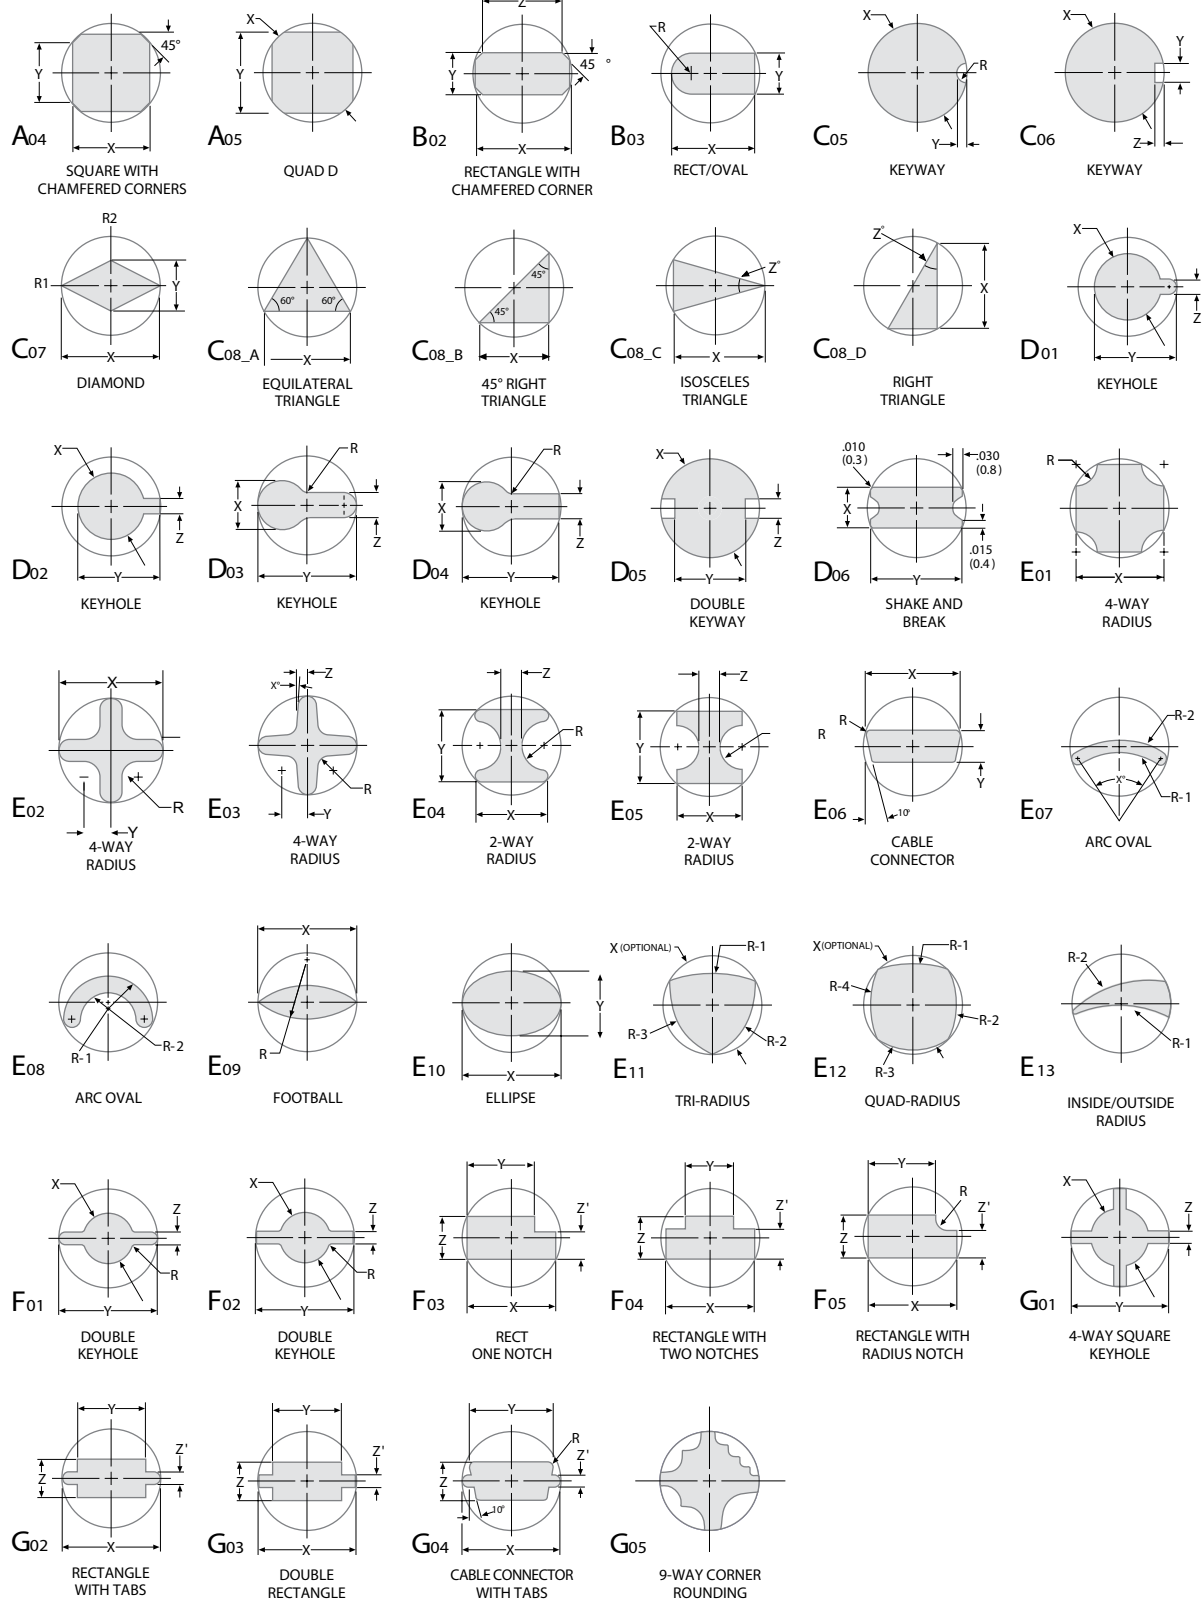 X
45°
Y
X
A04
SQUARE WITH
CHAMFERED CORNERS
X
Y
A05
QUAD D
Z
45 °
Y
X
B02
RECTANGLE WITH
CHAMFERED CORNER
R
Y
X
B03
RECT/OVAL
X
R
Y
C05
KEYWAY
X
Y
Z
C06
KEYWAY
R2
R1
Y
X
C07
DIAMOND
60° 60°
X
C08_A
EQUILATERAL
TRIANGLE
45°
45°
X
C08_B
45° RIGHT
TRIANGLE
Z°
X
C08_C
ISOSCELES
TRIANGLE
Z°
X
C08_D
RIGHT
TRIANGLE
X
Z
Y
D01
KEYHOLE
X
Z
Y
D02
KEYHOLE
R
X
Z
Y
D03
KEYHOLE
R
X
Z
Y
D04
KEYHOLE
X
Z
Y
D05
DOUBLE
KEYWAY
.010
(0.3)
.030
(0.8)
X
.015
(0.4)
Y
D06
SHAKE AND
BREAK
R
X
E01
4-WAY
RADIUS
X
R
Y
E02
4-WAY
RADIUS
Z
X°
R
Y
E03
4-WAY
RADIUS
Z
R
Y
X
E04
2-WAY
RADIUS
Z
Y
X
E05
2-WAY
RADIUS
X
R
R
Y
10°
E06
CABLE
CONNECTOR
R-2
X°
R-1
E07
ARC OVAL
R-1
R-2
E08
ARC OVAL
X
R
E09
FOOTBALL
Y
X
E10
ELLIPSE
X (OPTIONAL)
R-1
R-3
R-2
E11
TRI-RADIUS
X(OPTIONAL)
R-1
R-4
R-2
R-3
E12
QUAD-RADIUS
R-2
R-1
E13
INSIDE/OUTSIDE
RADIUS
X
Z
R
Y
F01
DOUBLE
KEYHOLE
X
Z
R
Y
F02
DOUBLE
KEYHOLE
Y
Z'
Z
X
F03
RECT
ONE NOTCH
Y
Z'
Z
X
F04
RECTANGLE WITH
TWO NOTCHES
Y
R
Z'
Z
X
F05
RECTANGLE WITH
RADIUS NOTCH
X
Z
Y
G01
4-WAY SQUARE
KEYHOLE
Y
Z'
Z
X
G02
RECTANGLE
WITH TABS
Y
Z'
Z
X
G03
DOUBLE
RECTANGLE
Y
R
Z'
Z
10°
X
G04
CABLE CONNECTOR
WITH TABS
G05
9-WAY CORNER
ROUNDING